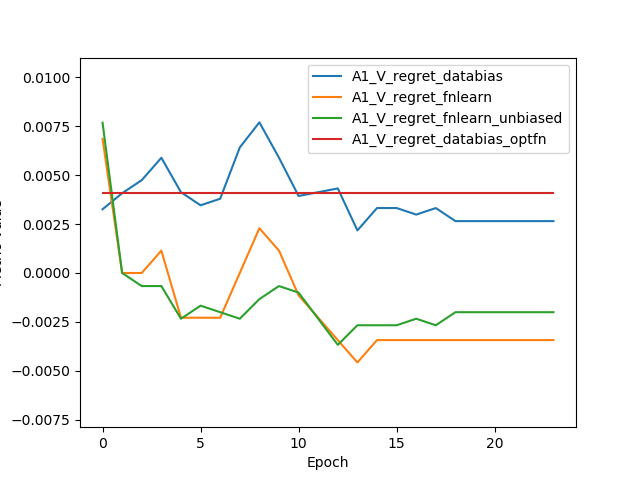 A1_V_regret_databias
A1_V_regret_fnlearn
A1_V_regret_fnlearn_unbiased
A1_V_regret_databias_optfn
0.0100
0.0075
0.0050
0.0025
0.0000
−0.0025
−0.0050
−0.0075
0
5
10
15
20
Epoch